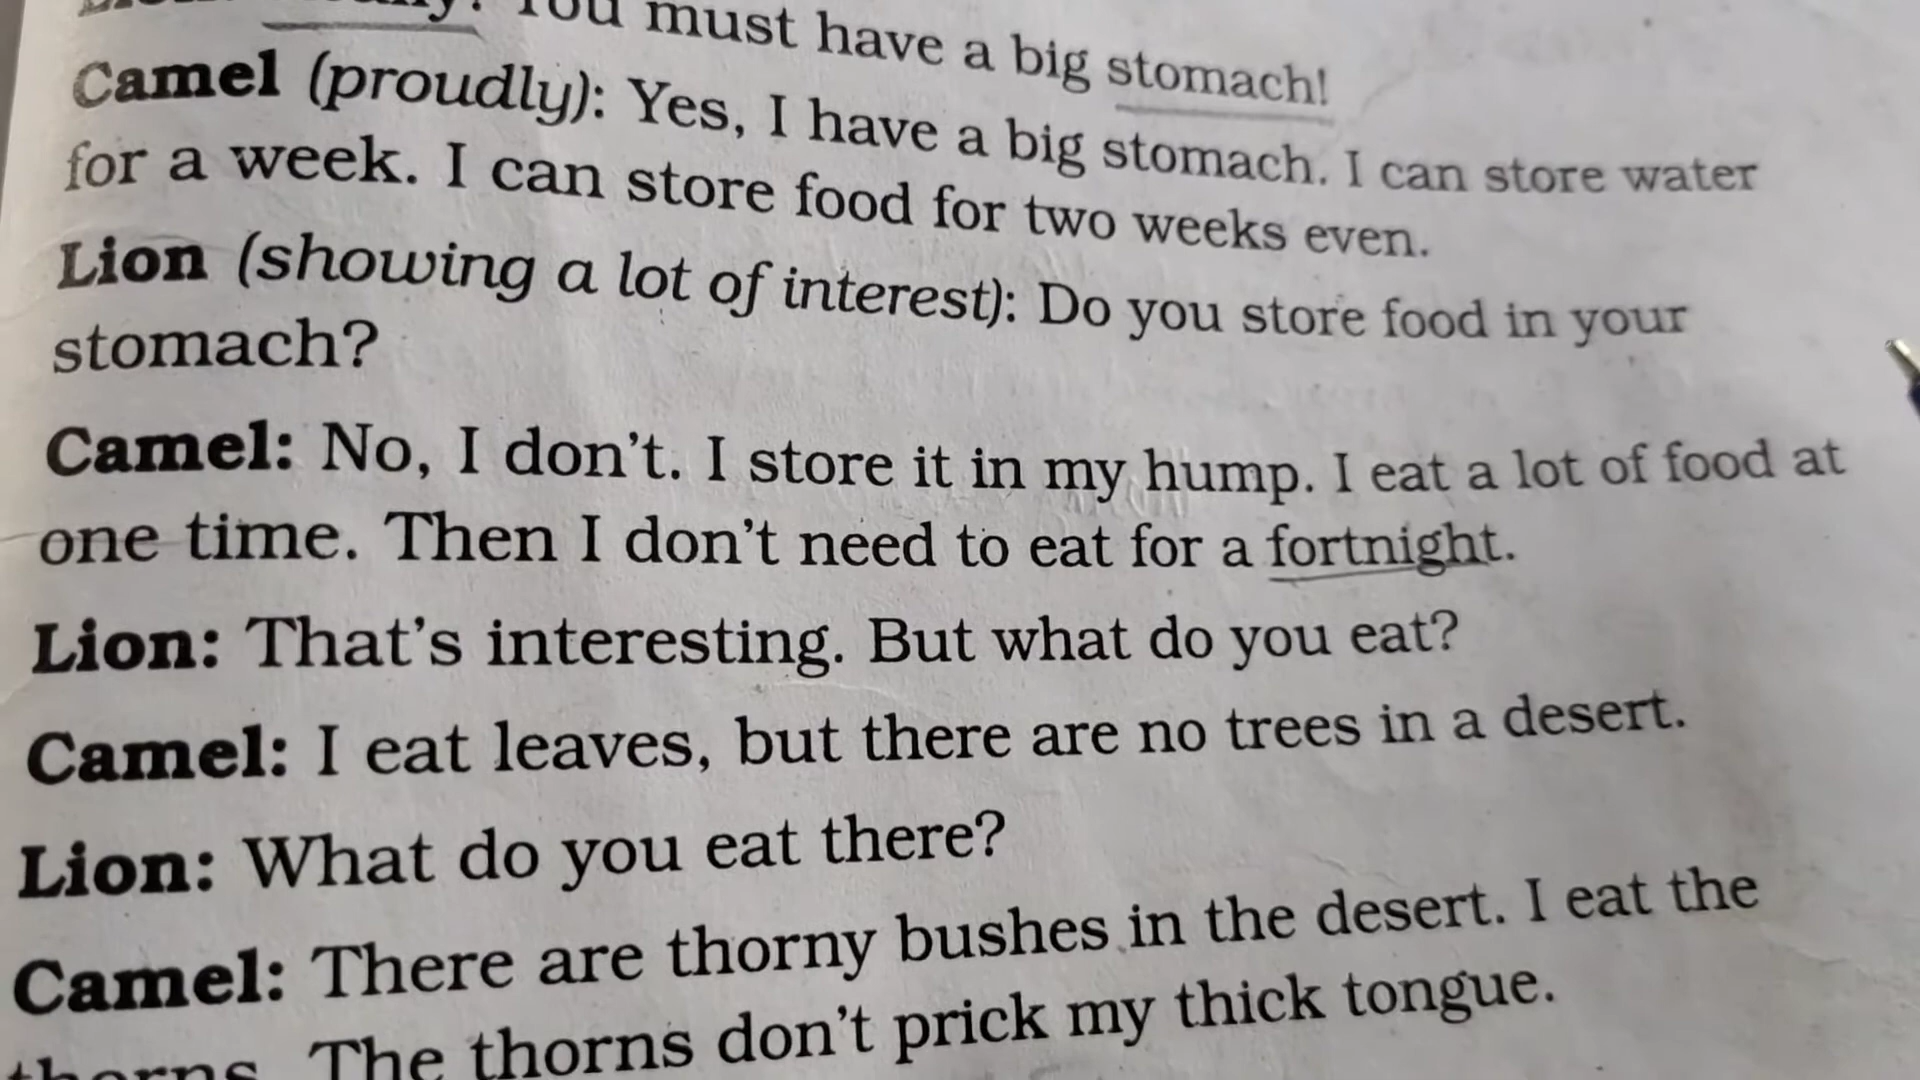 You must have a big stomach!
Camel (proudly): Yes, I have a big stomach. I can store water
for a week. I can store food for two weeks even.
Lion (showing a lot of interest): Do you store food in your
stomach?
Camel: No, I don't. I store it in my hump. I eat a lot of food at
one time. Then I don't need to eat for a fortnight.
Lion: That's interesting. But what do you eat?
Camel: I eat leaves, but there are no trees in a desert.
Lion: What do you eat there?
Camel: There are thorny bushes in the desert. I eat the
thorns. The thorns don't prick my thick tongue.